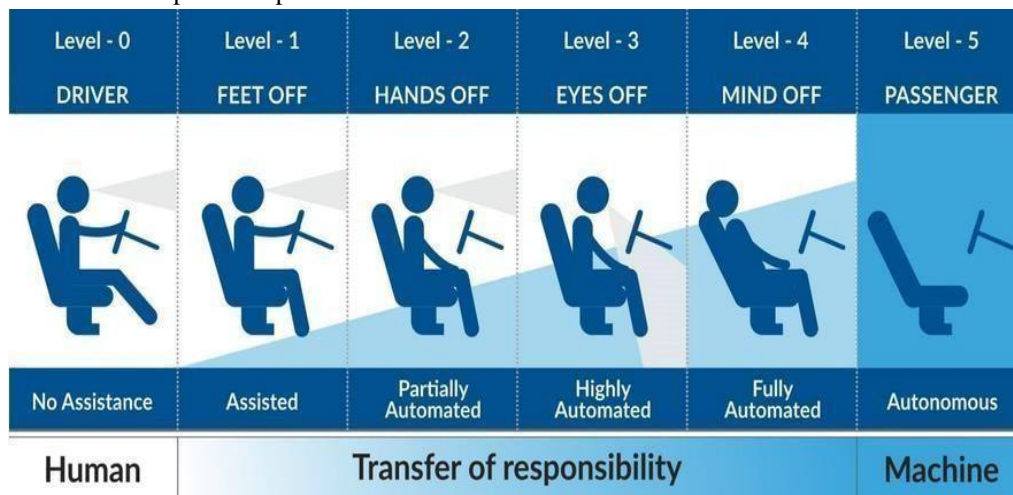 Level - 0 Level - 1 Level - 2 Level - 3 Level - 4 Level - 5
DRIVER FEET OFF HANDS OFF EYES OFF MIND OFF PASSENGER
No Assistance Assisted Partially Automated Highly Automated Fully Automated Autonomous
Human Transfer of responsibility Machine